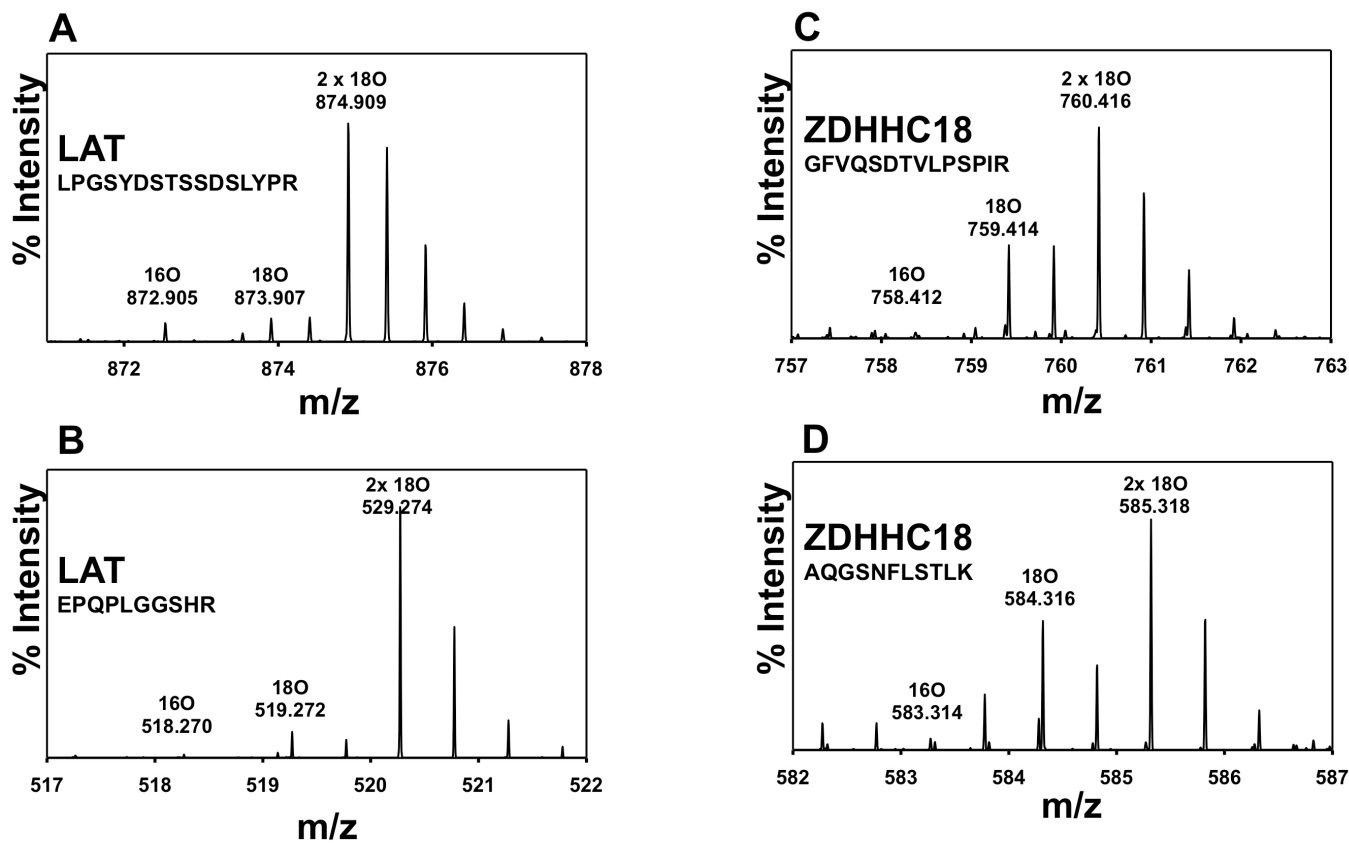 A
% Intensity
LAT
LPGSYDSTSSDSLYPR
16O
872.905
18O
873.907
2 x 18O
874.909
872 874 876 878
m/z
B
% Intensity
LAT
EPQPLGGSHR
16O
518.270
18O
519.272
2x 18O
529.274
517 518 519 520 521 522
m/z
C
% Intensity
ZDHHC18
GFVQSDTVLPSPIR
16O
758.412
18O
759.414
2 x 18O
760.416
757 758 759 760 761 762 763
m/z
D
% Intensity
ZDHHC18
AQGSNFLSTLK
16O
583.314
18O
584.316
2x 18O
585.318
582 583 584 585 586 587
m/z